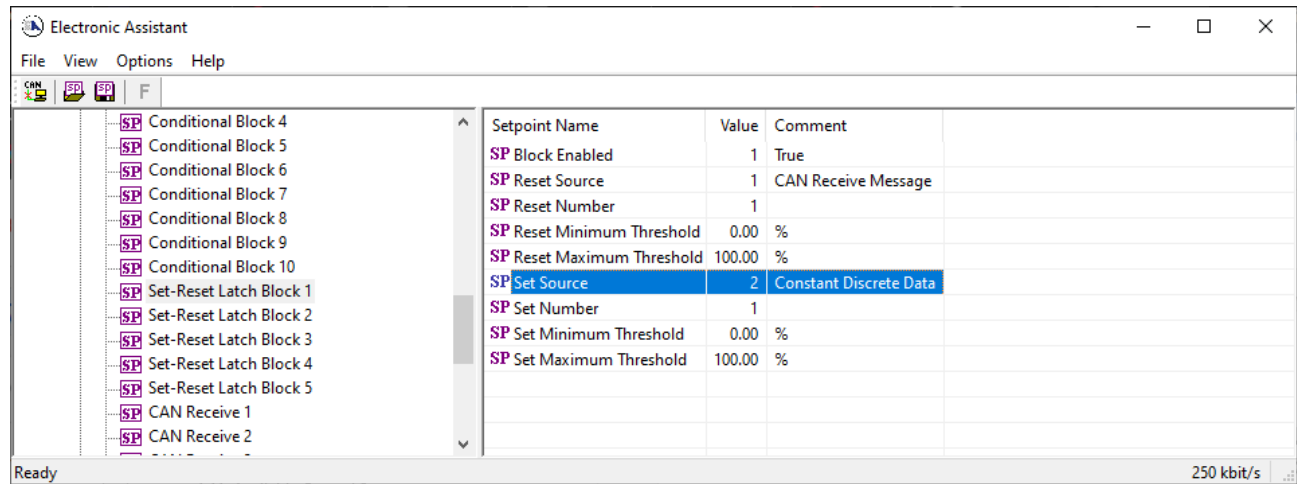 Electronic Assistant
File View Options Help
CAN SP SP F
SP Conditional Block 4
SP Conditional Block 5
SP Conditional Block 6
SP Conditional Block 7
SP Conditional Block 8
SP Conditional Block 9
SP Conditional Block 10
SP Set-Reset Latch Block 1
SP Set-Reset Latch Block 2
SP Set-Reset Latch Block 3
SP Set-Reset Latch Block 4
SP Set-Reset Latch Block 5
SP CAN Receive 1
SP CAN Receive 2
Setpoint Name Value Comment
SP Block Enabled 1 True
SP Reset Source 1 CAN Receive Message
SP Reset Number 1
SP Reset Minimum Threshold 0.00 %
SP Reset Maximum Threshold 100.00 %
SP Set Source 2 Constant Discrete Data
SP Set Number 1
SP Set Minimum Threshold 0.00 %
SP Set Maximum Threshold 100.00 %
Ready 250 kbit/s